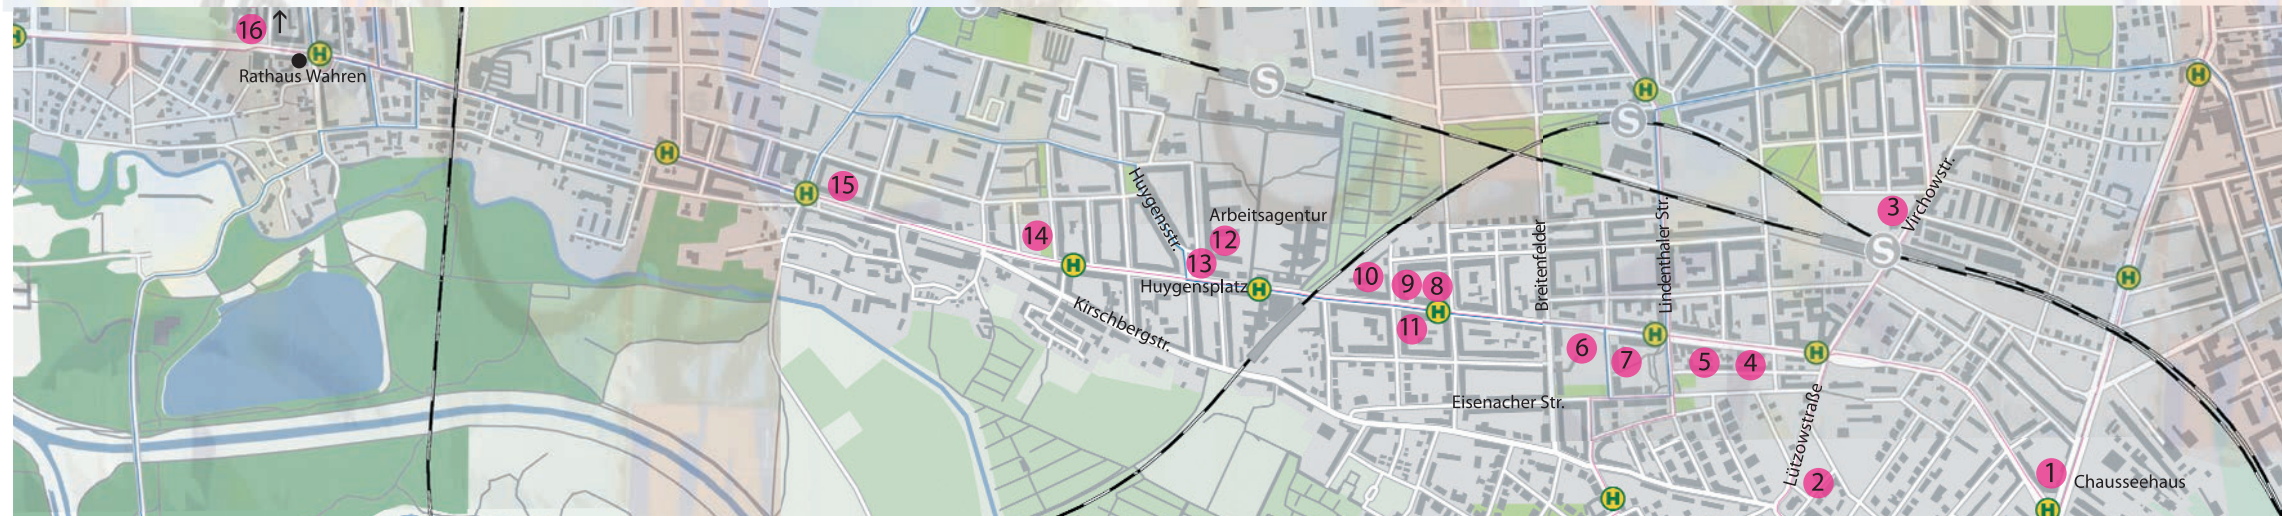 S
16
↑
H
H
Rathaus Wahren
S
H
H
S
H
H
15
3
Virchowstr.
Huygensstr.
Arbeitsagentur
14
12
13
H
Huygensplatz
H
10
9
8
H
11
Breitenfelder
Lindenthaler Str.
S
H
Kirschbergstr.
H
6
7
5
4
H
Eisenacher Str.
Lützowstraße
2
1
Chausseehaus
H
H